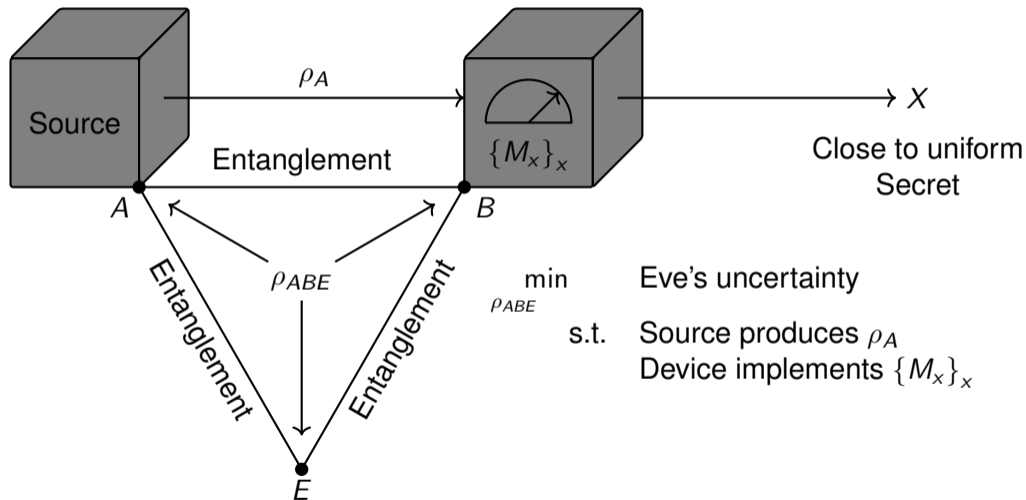 Source
ρ_A
{M_x}_x
X
Close to uniform
Secret
Entanglement
A
B
ρ_ABE
Entanglement
Entanglement
E
min Eve's uncertainty
ρ_ABE
s.t. Source produces ρ_A
Device implements {M_x}_x